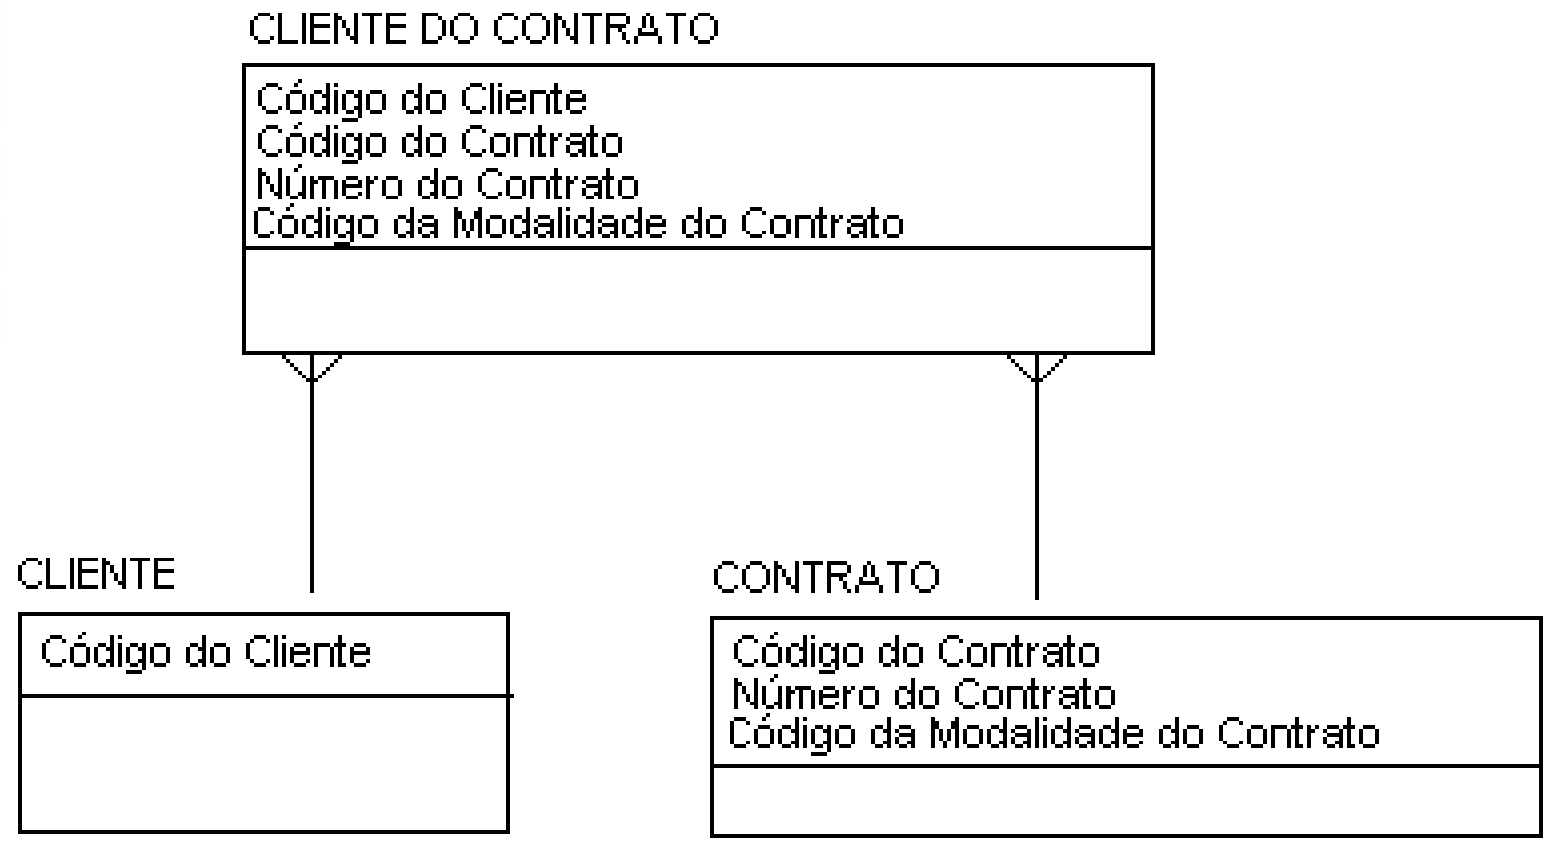 CLIENTE DO CONTRATO
Código do Cliente
Código do Contrato
Número do Contrato
Código da Modalidade do Contrato
CLIENTE
Código do Cliente
CONTRATO
Código do Contrato
Número do Contrato
Código da Modalidade do Contrato